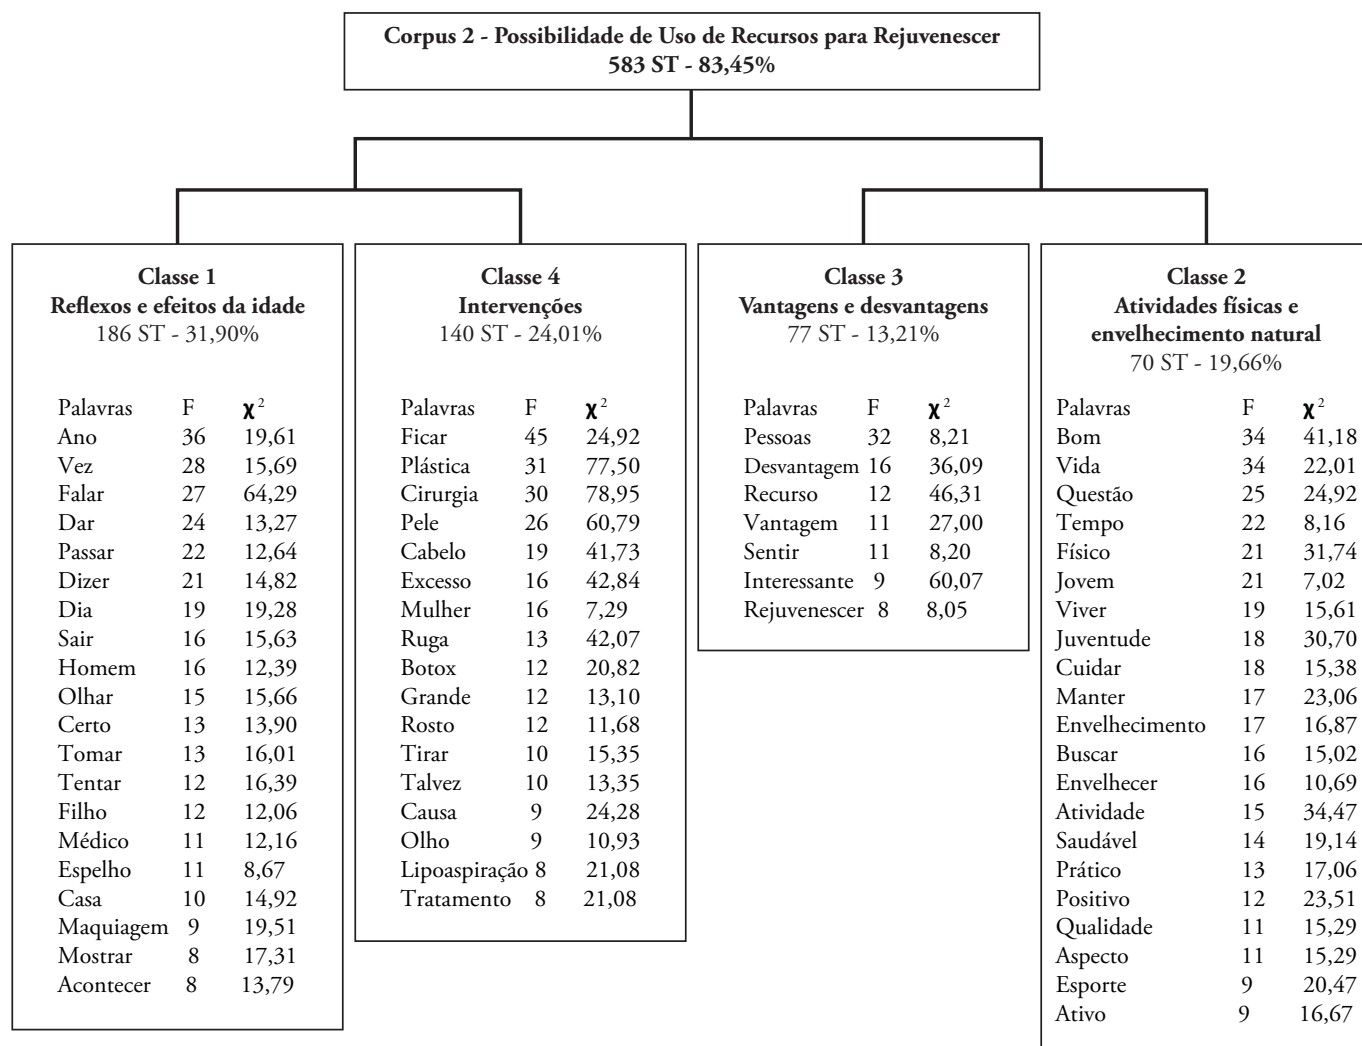 Corpus 2 - Possibilidade de Uso de Recursos para Rejuvenescer
583 ST - 83,45%
Classe 1
Reflexos e efeitos da idade
186 ST - 31,90%
Palavras F χ²
Ano 36 19,61
Vez 28 15,69
Falar 27 64,29
Dar 24 13,27
Passar 22 12,64
Dizer 21 14,82
Dia 19 19,28
Sair 16 15,63
Homem 16 12,39
Olhar 15 15,66
Certo 13 13,90
Tomar 13 16,01
Tentar 12 16,39
Filho 12 12,06
Médico 11 12,16
Espelho 11 8,67
Casa 10 14,92
Maquiagem 9 19,51
Mostrar 8 17,31
Acontecer 8 13,79
Classe 4
Intervenções
140 ST - 24,01%
Palavras F χ²
Ficar 45 24,92
Plástica 31 77,50
Cirurgia 30 78,95
Pele 26 60,79
Cabelo 19 41,73
Excesso 16 42,84
Mulher 16 7,29
Ruga 13 42,07
Botox 12 20,82
Grande 12 13,10
Rosto 12 11,68
Tirar 10 15,35
Talvez 10 13,35
Causa 9 24,28
Olho 9 10,93
Lipoaspiração 8 21,08
Tratamento 8 21,08
Classe 3
Vantagens e desvantagens
77 ST - 13,21%
Palavras F χ²
Pessoas 32 8,21
Desvantagem 16 36,09
Recurso 12 46,31
Vantagem 11 27,00
Sentir 11 8,20
Interessante 9 60,07
Rejuvenescer 8 8,05
Classe 2
Atividades físicas e
envelhecimento natural
70 ST - 19,66%
Palavras F χ²
Bom 34 41,18
Vida 34 22,01
Questão 25 24,92
Tempo 22 8,16
Físico 21 31,74
Jovem 21 7,02
Viver 19 15,61
Juventude 18 30,70
Cuidar 18 15,38
Manter 17 23,06
Envelhecimento 17 16,87
Buscar 16 15,02
Envelhecer 16 10,69
Atividade 15 34,47
Saudável 14 19,14
Prático 13 17,06
Positivo 12 23,51
Qualidade 11 15,29
Aspecto 11 15,29
Esporte 9 20,47
Ativo 9 16,67